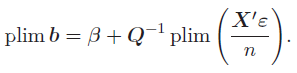 plim b = β + Q⁻¹ plim (X′ε / n).